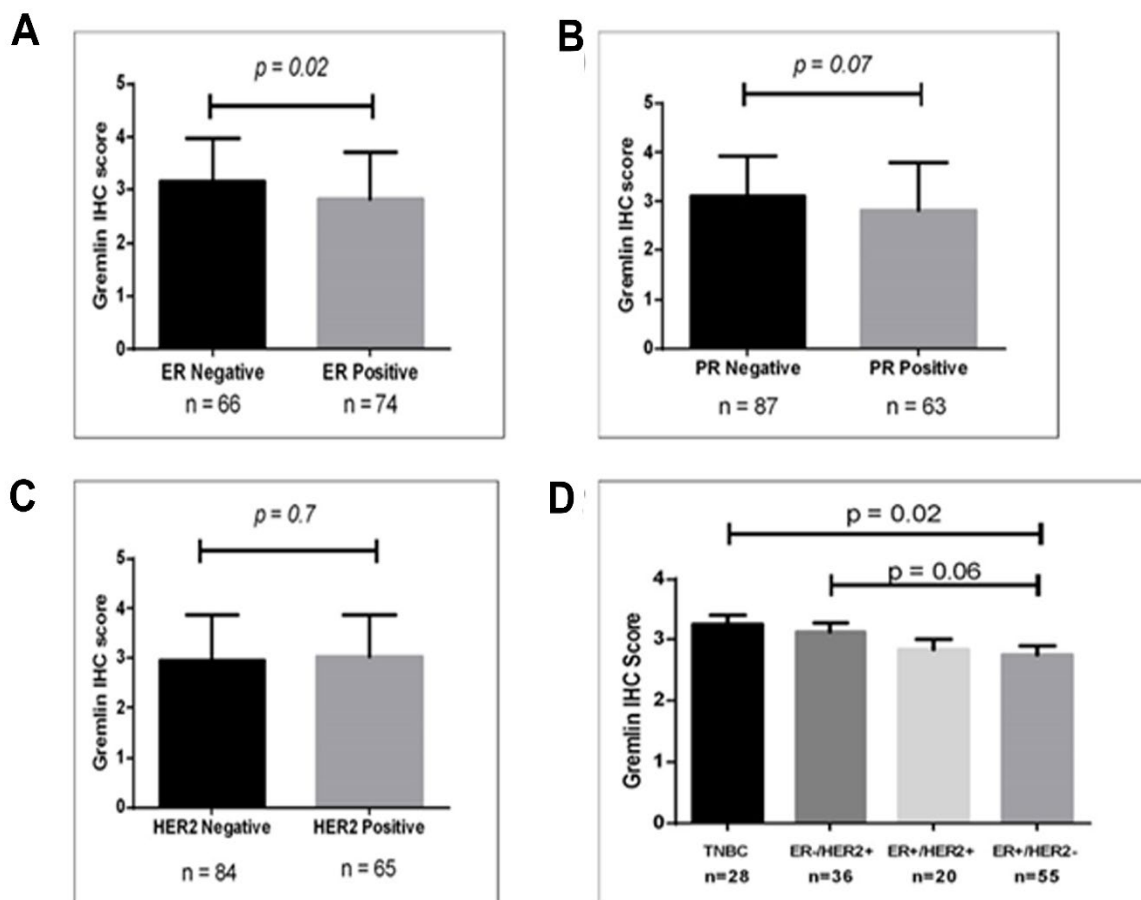 A
p = 0.02
Gremlin IHC score
5
4
3
2
1
0
ER Negative
ER Positive
n = 66
n = 74
B
p = 0.07
Gremlin IHC score
5
4
3
2
1
0
PR Negative
PR Positive
n = 87
n = 63
C
p = 0.7
Gremlin IHC score
5
4
3
2
1
0
HER2 Negative
HER2 Positive
n = 84
n = 65
D
p = 0.02
p = 0.06
Gremlin IHC Score
4
3
2
1
0
TNBC
ER-/HER2+
ER+/HER2+
ER+/HER2-
n=28
n=36
n=20
n=55